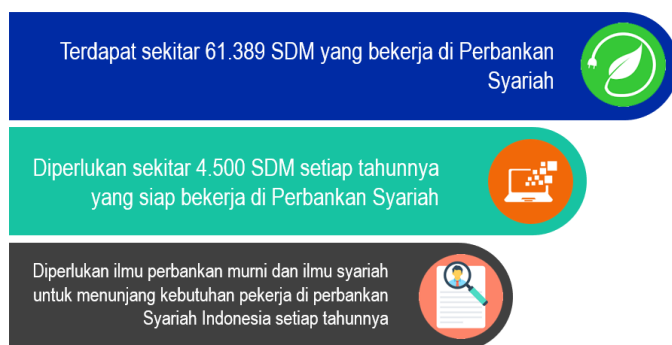 Terdapat sekitar 61.389 SDM yang bekerja di Perbankan
Syariah
Diperlukan sekitar 4.500 SDM setiap tahunnya
yang siap bekerja di Perbankan Syariah
Diperlukan ilmu perbankan murni dan ilmu syariah
untuk menunjang kebutuhan pekerja di perbankan
Syariah Indonesia setiap tahunnya